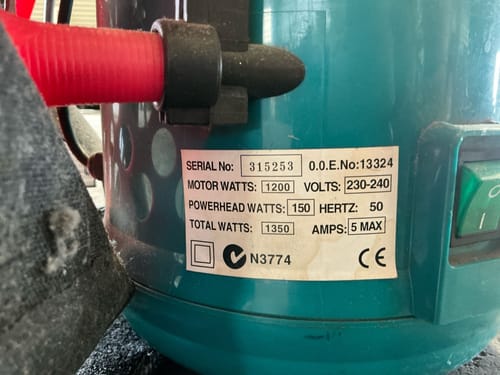 SERIAL No: 315253 O.O.E.No:13324
MOTOR WATTS: 1200 VOLTS: 230-240
POWERHEAD WATTS: 150 HERTZ: 50
TOTAL WATTS: 1350 AMPS: 5 MAX
N3774 CE